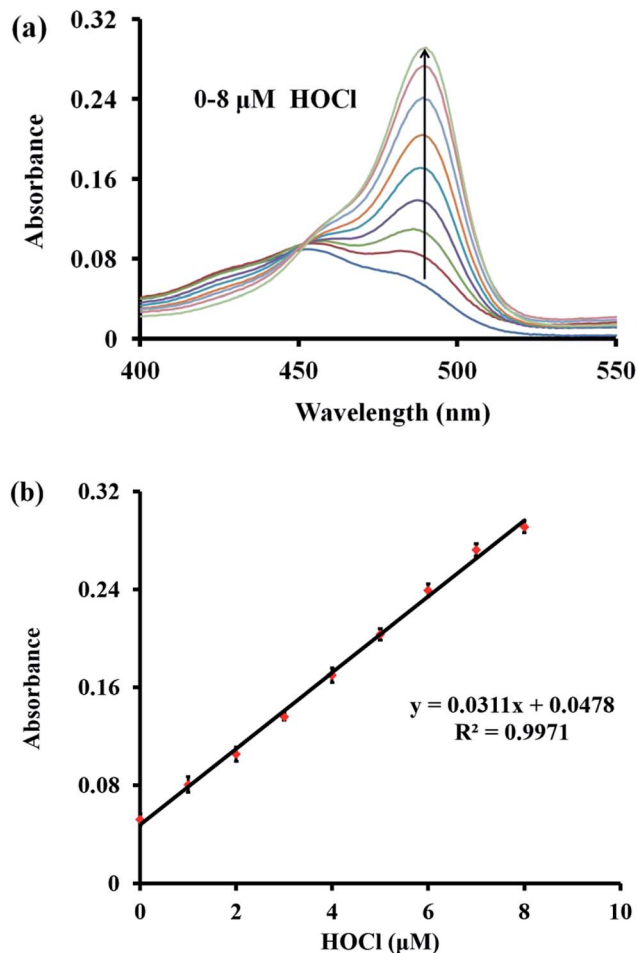 (a)
0.32
0.24
0.16
0.08
0
Absorbance
0-8 μM HOCl
400
450
500
550
Wavelength (nm)
(b)
0.32
0.24
0.16
0.08
0
Absorbance
y = 0.0311x + 0.0478
R² = 0.9971
0
2
4
6
8
10
HOCl (μM)